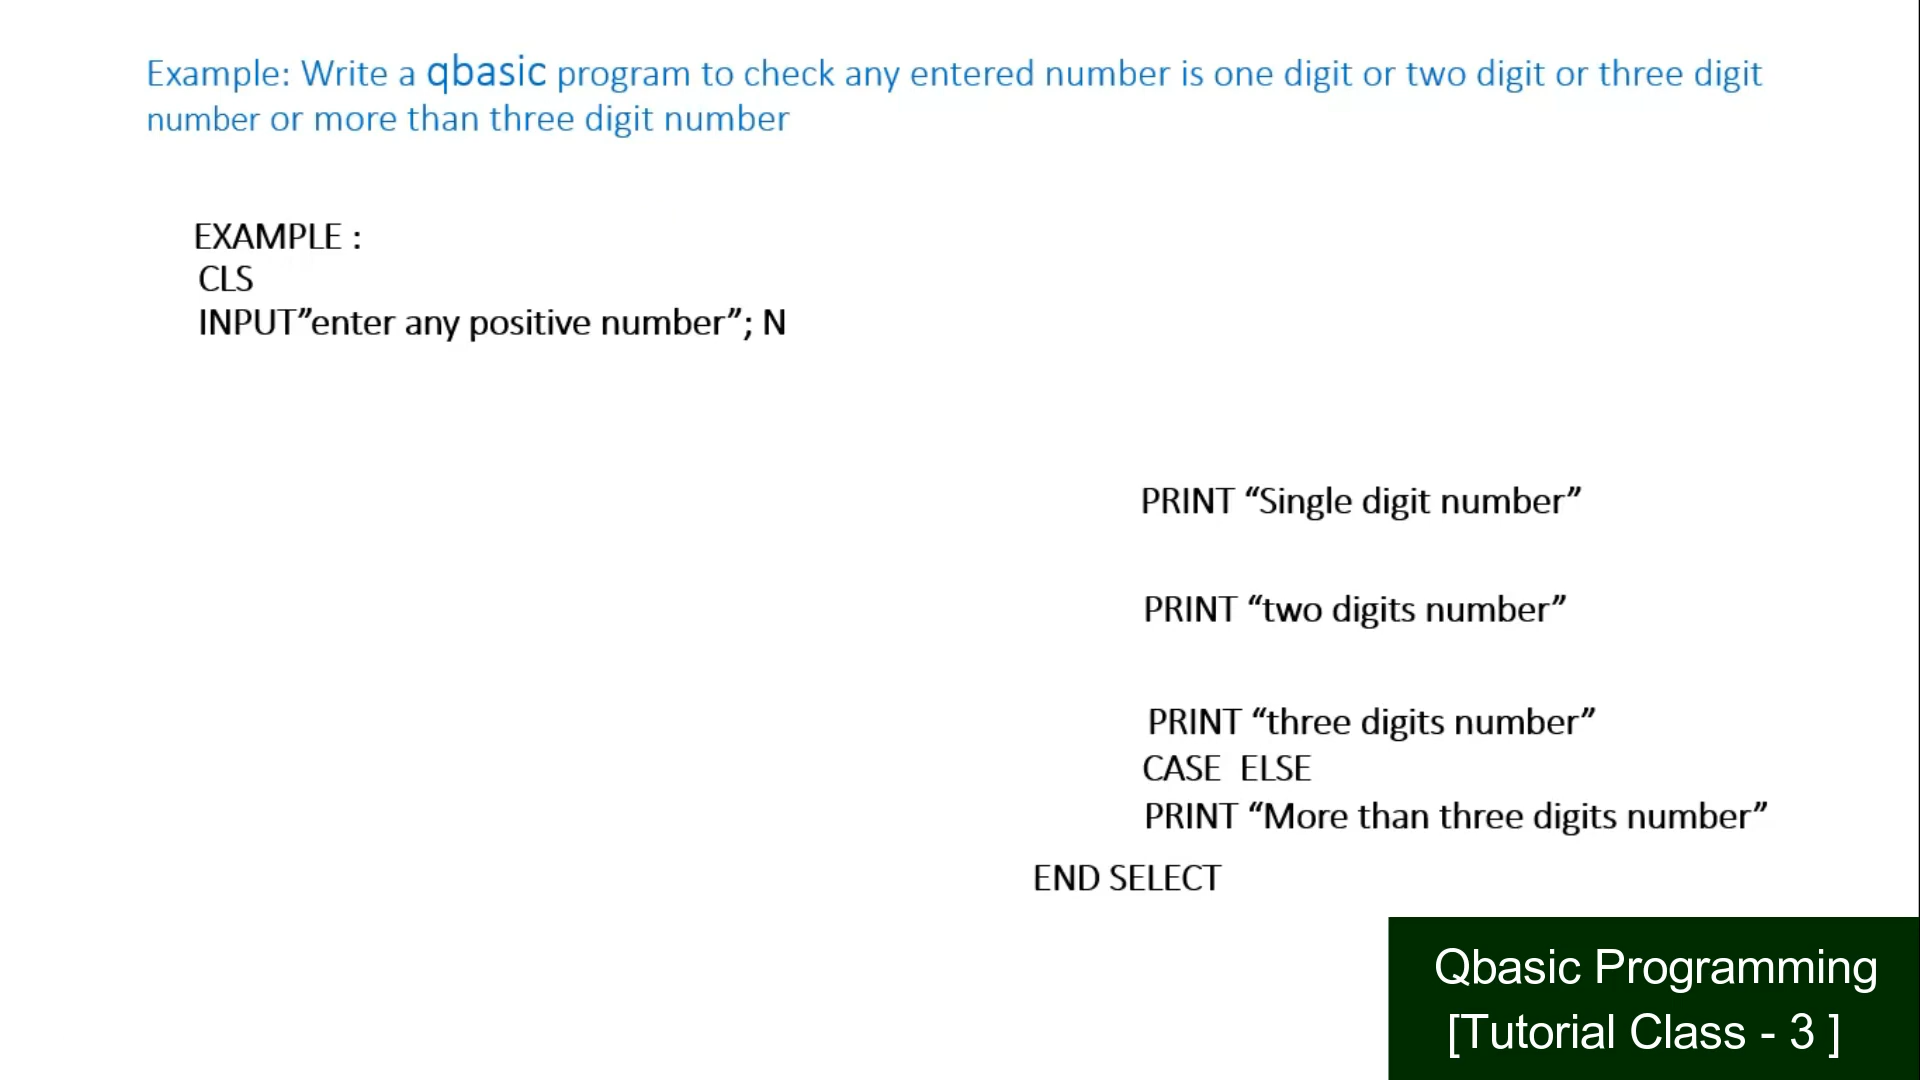 Example: Write a qbasic program to check any entered number is one digit or two digit or three digit
number or more than three digit number
EXAMPLE :
CLS
INPUT”enter any positive number”; N
PRINT “Single digit number”
PRINT “two digits number”
PRINT “three digits number”
CASE ELSE
PRINT “More than three digits number”
END SELECT
Qbasic Programming
[Tutorial Class - 3 ]